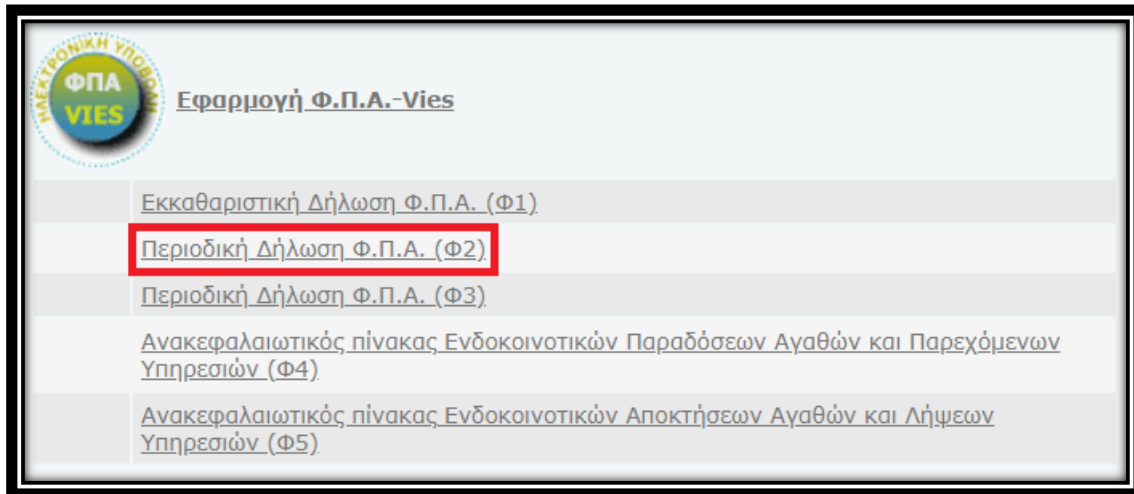 ΗΛΕΚΤΡΟΝΙΚΗ ΥΠΟΒΟΛΗ
ΦΠΑ
VIES
Εφαρμογή Φ.Π.Α.-Vies
Εκκαθαριστική Δήλωση Φ.Π.Α. (Φ1)
Περιοδική Δήλωση Φ.Π.Α. (Φ2)
Περιοδική Δήλωση Φ.Π.Α. (Φ3)
Ανακεφαλαιωτικός πίνακας Ενδοκοινοτικών Παραδόσεων Αγαθών και Παρεχόμενων
Υπηρεσιών (Φ4)
Ανακεφαλαιωτικός πίνακας Ενδοκοινοτικών Αποκτήσεων Αγαθών και Λήψεων
Υπηρεσιών (Φ5)